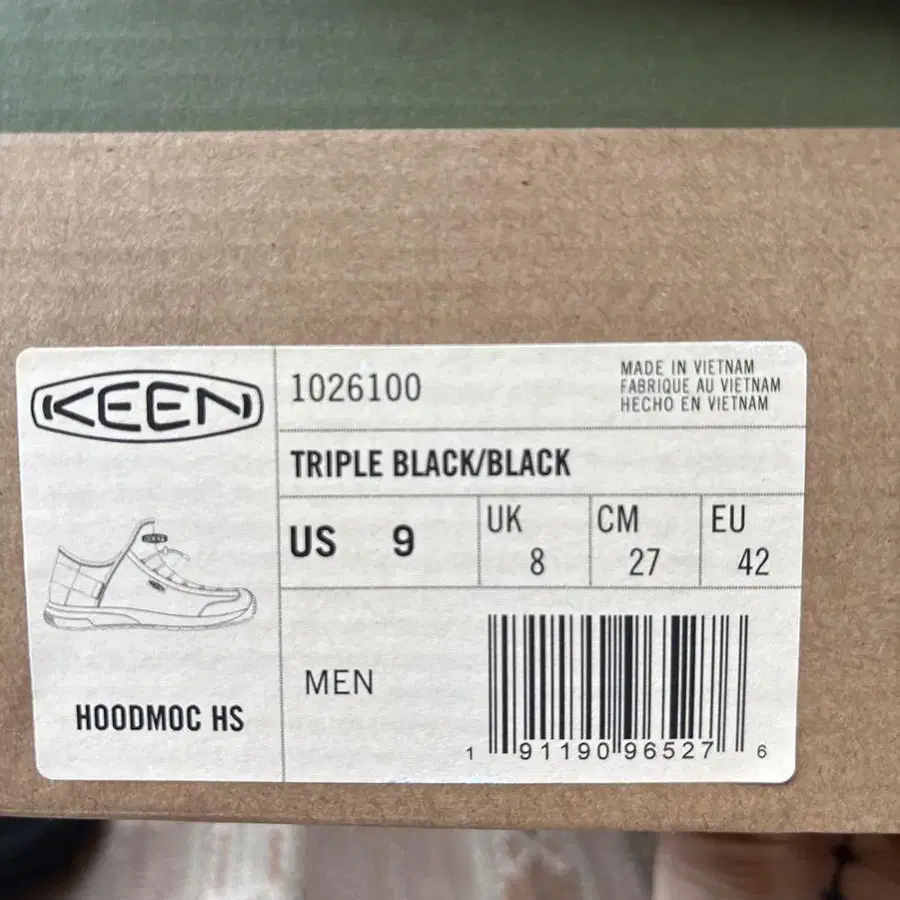 KEEN
1026100
MADE IN VIETNAM
FABRIQUE AU VIETNAM
HECHO EN VIETNAM
TRIPLE BLACK/BLACK
US 9
UK 8
CM 27
EU 42
KEEN
HOODMOC HS
MEN
1 91190 96527 6